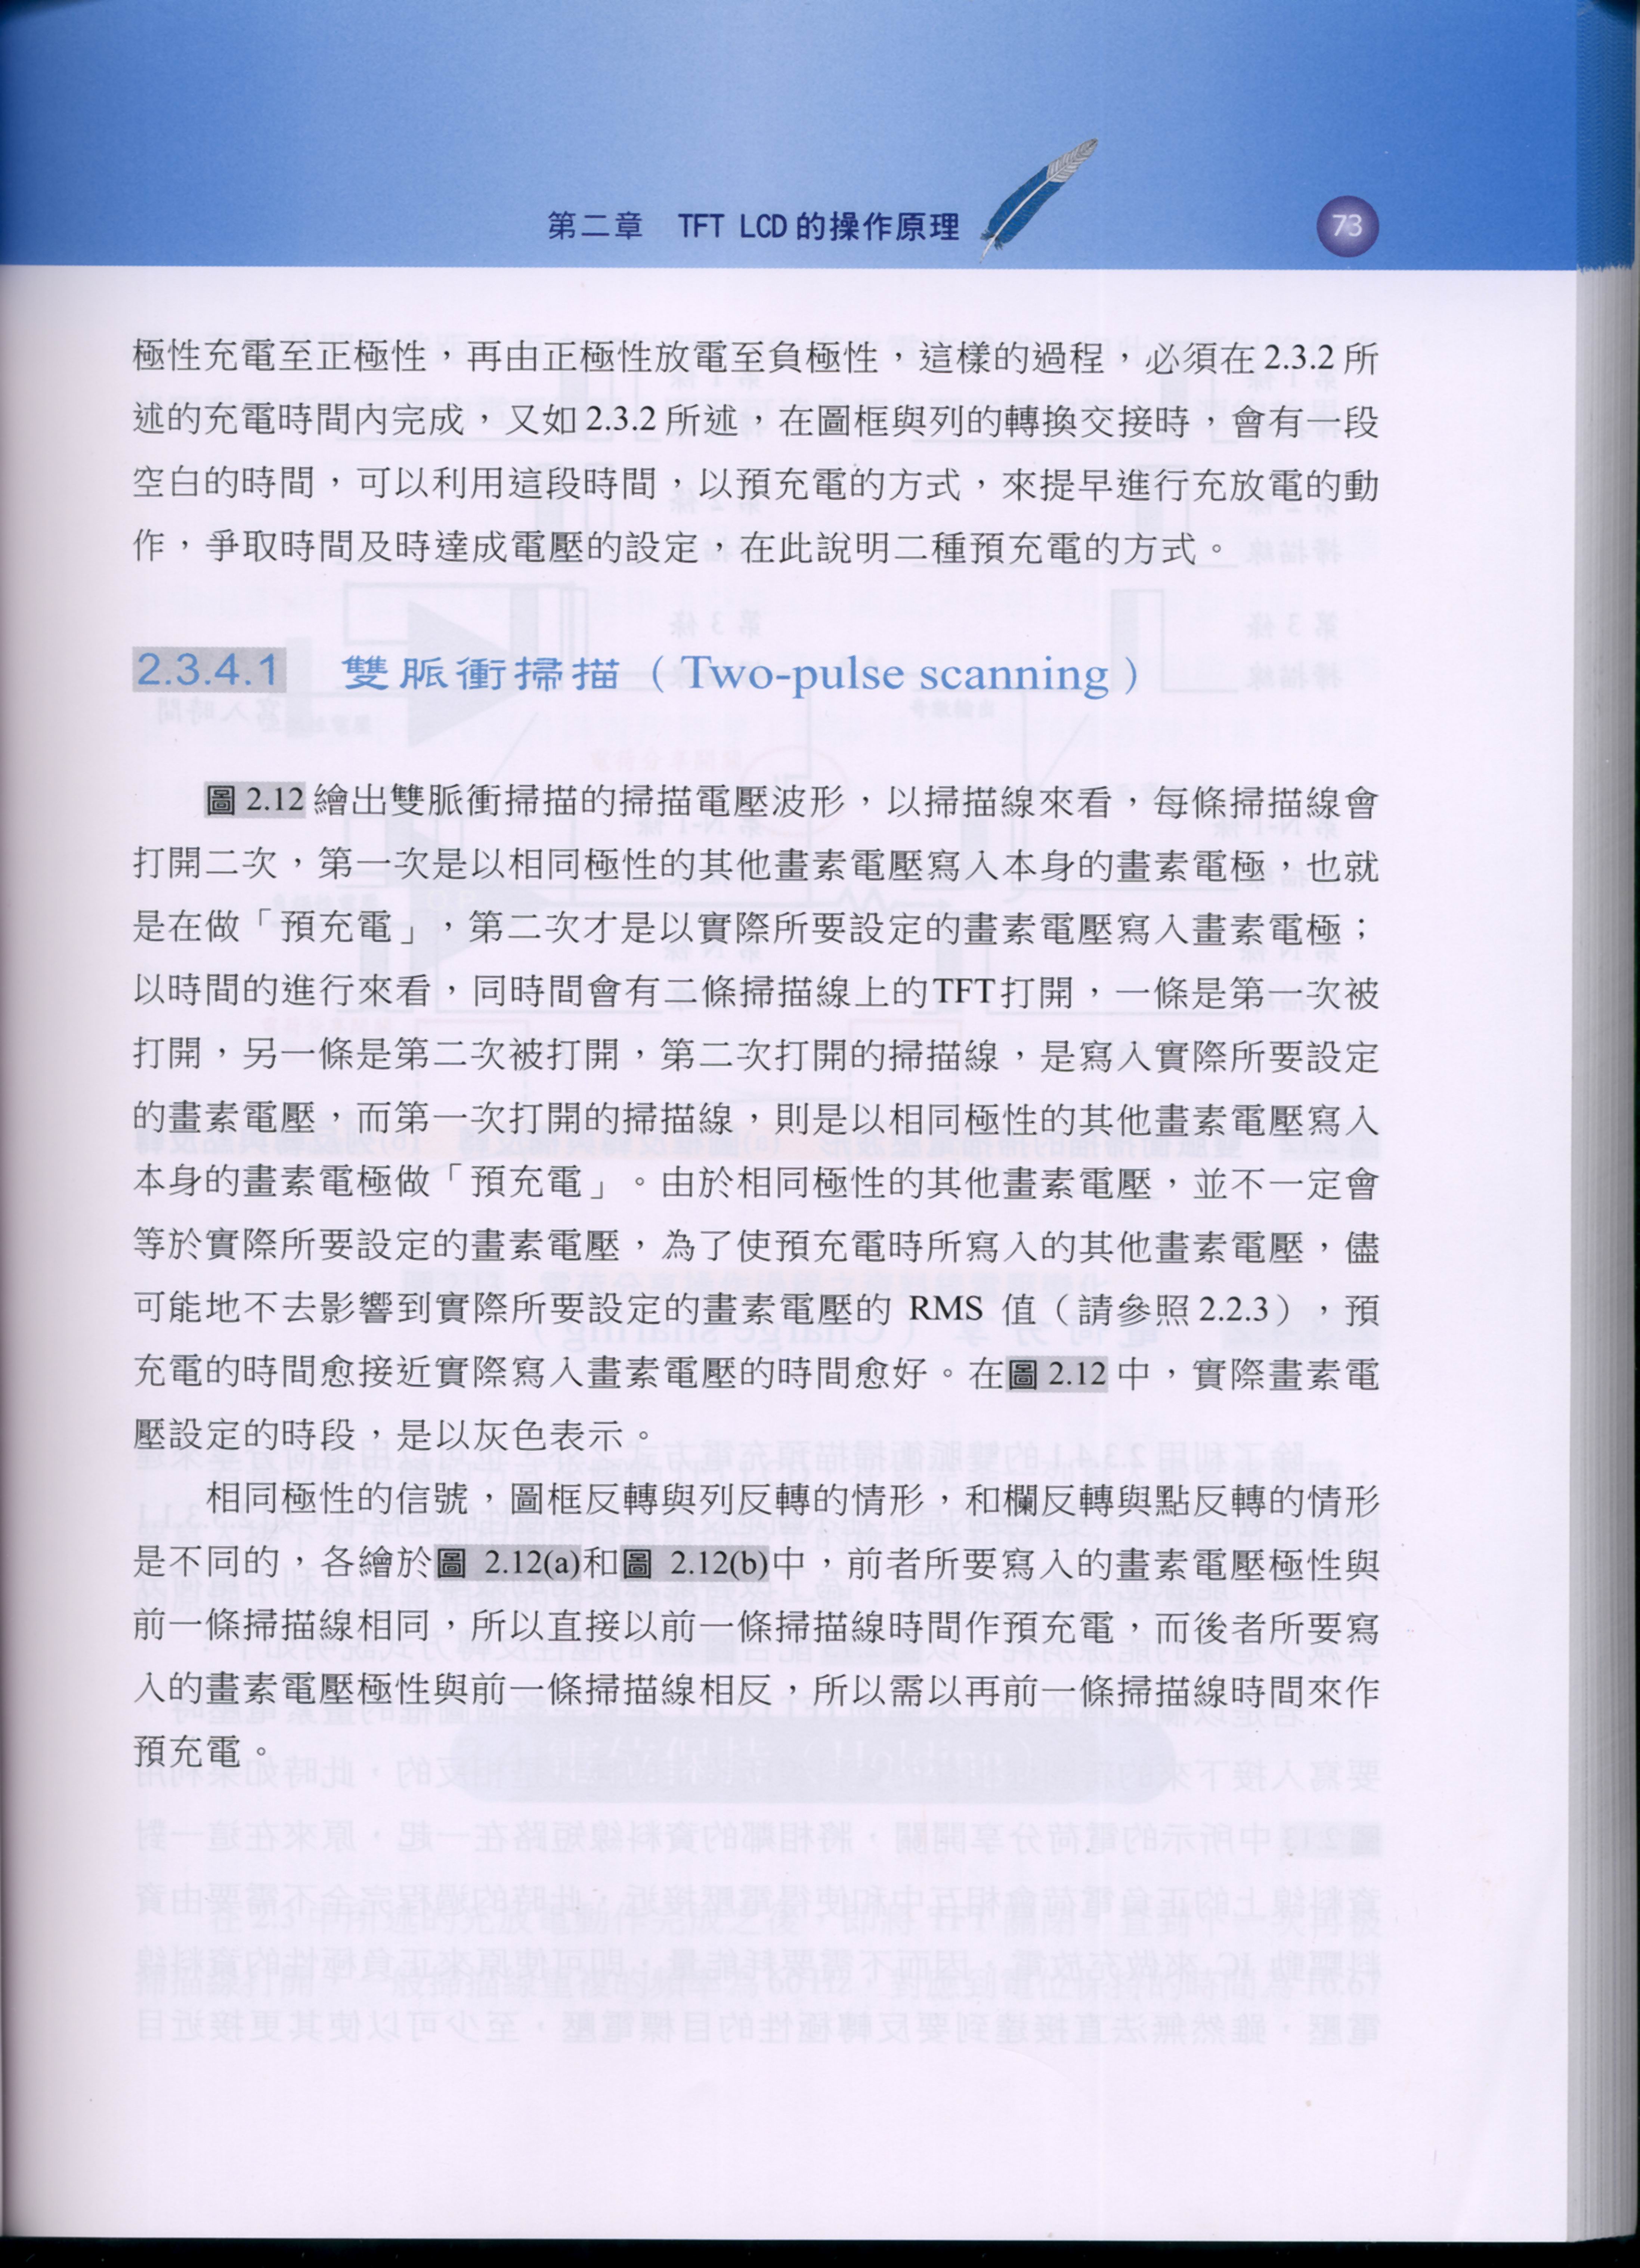 第二章 TFT LCD的操作原理
73
極性充電至正極性，再由正極性放電至負極性，這樣的過程，必須在2.3.2所
述的充電時間內完成，又如2.3.2所述，在圖框與列的轉換交接時，會有一段
空白的時間，可以利用這段時間，以預充電的方式，來提早進行充放電的動
作，爭取時間及時達成電壓的設定，在此說明二種預充電的方式。
2.3.4.1 雙脈衝掃描（Two-pulse scanning）
圖2.12繪出雙脈衝掃描的掃描電壓波形，以掃描線來看，每條掃描線會
打開二次，第一次是以相同極性的其他畫素電壓寫入本身的畫素電極，也就
是在做「預充電」，第二次才是以實際所要設定的畫素電壓寫入畫素電極；
以時間的進行來看，同時間會有二條掃描線上的TFT打開，一條是第一次被
打開，另一條是第二次被打開，第二次打開的掃描線，是寫入實際所要設定
的畫素電壓，而第一次打開的掃描線，則是以相同極性的其他畫素電壓寫入
本身的畫素電極做「預充電」。由於相同極性的其他畫素電壓，並不一定會
等於實際所要設定的畫素電壓，為了使預充電時所寫入的其他畫素電壓，儘
可能地不去影響到實際所要設定的畫素電壓的 RMS 值（請參照2.2.3），預
充電的時間愈接近實際寫入畫素電壓的時間愈好。在圖2.12中，實際畫素電
壓設定的時段，是以灰色表示。
相同極性的信號，圖框反轉與列反轉的情形，和欄反轉與點反轉的情形
是不同的，各繪於圖 2.12(a)和圖 2.12(b)中，前者所要寫入的畫素電壓極性與
前一條掃描線相同，所以直接以前一條掃描線時間作預充電，而後者所要寫
入的畫素電壓極性與前一條掃描線相反，所以需以再前一條掃描線時間來作
預充電。